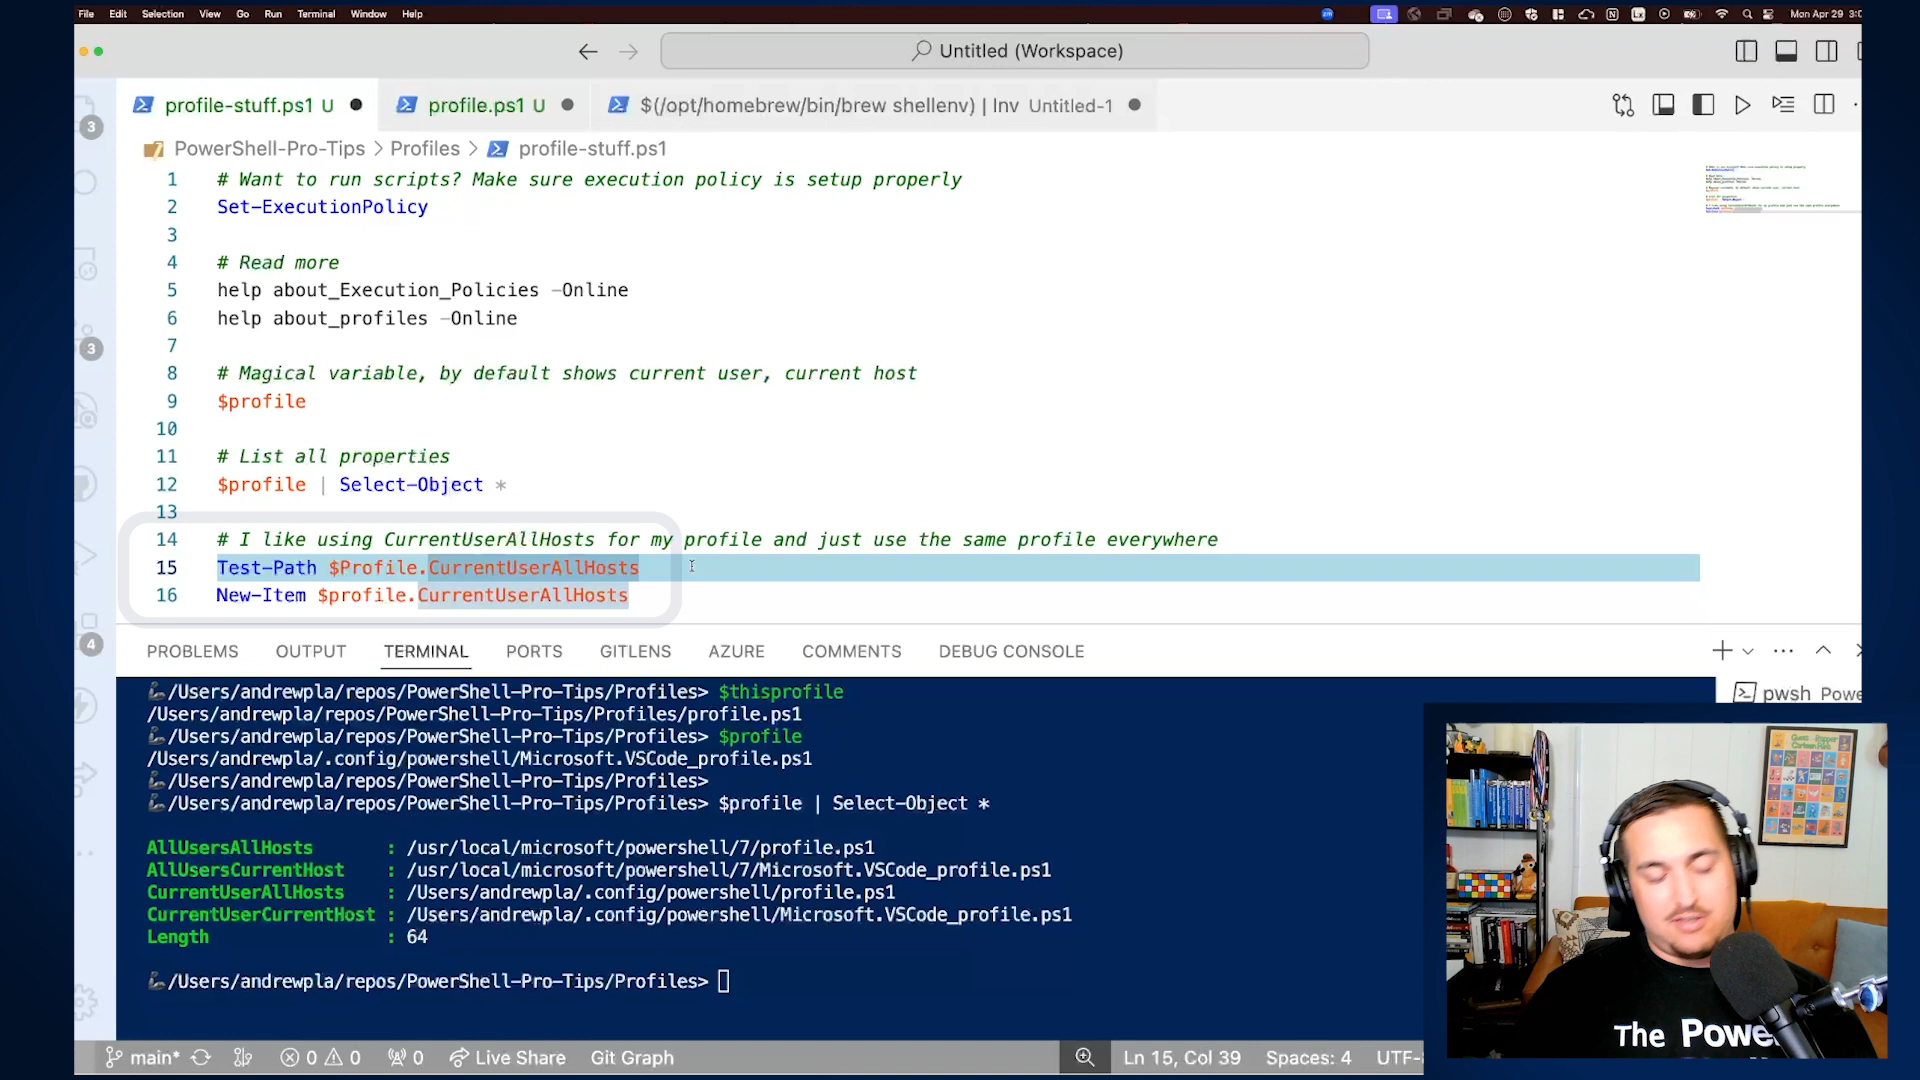 File Edit Selection View Go Run Terminal Window Help
Mon Apr 29
Untitled (Workspace)
profile-stuff.ps1 U
profile.ps1 U
$(/opt/homebrew/bin/brew shellenv) | Inv Untitled-1
PowerShell-Pro-Tips > Profiles > profile-stuff.ps1
3
3
4
1 # Want to run scripts? Make sure execution policy is setup properly
2 Set-ExecutionPolicy
3
4 # Read more
5 help about_Execution_Policies -Online
6 help about_profiles -Online
7
8 # Magical variable, by default shows current user, current host
9 $profile
10
11 # List all properties
12 $profile | Select-Object *
13
14 # I like using CurrentUserAllHosts for my profile and just use the same profile everywhere
15 Test-Path $Profile.CurrentUserAllHosts
16 New-Item $profile.CurrentUserAllHosts
PROBLEMS OUTPUT TERMINAL PORTS GITLENS AZURE COMMENTS DEBUG CONSOLE
pwsh Powe
/Users/andrewpla/repos/PowerShell-Pro-Tips/Profiles> $thisprofile
/Users/andrewpla/repos/PowerShell-Pro-Tips/Profiles/profile.ps1
/Users/andrewpla/repos/PowerShell-Pro-Tips/Profiles> $profile
/Users/andrewpla/.config/powershell/Microsoft.VSCode_profile.ps1
/Users/andrewpla/repos/PowerShell-Pro-Tips/Profiles>
/Users/andrewpla/repos/PowerShell-Pro-Tips/Profiles> $profile | Select-Object *
AllUsersAllHosts : /usr/local/microsoft/powershell/7/profile.ps1
AllUsersCurrentHost : /usr/local/microsoft/powershell/7/Microsoft.VSCode_profile.ps1
CurrentUserAllHosts : /Users/andrewpla/.config/powershell/profile.ps1
CurrentUserCurrentHost : /Users/andrewpla/.config/powershell/Microsoft.VSCode_profile.ps1
Length : 64
/Users/andrewpla/repos/PowerShell-Pro-Tips/Profiles>
The Powe
main* 0 0 0 Live Share Git Graph Ln 15, Col 39 Spaces: 4 UTF-